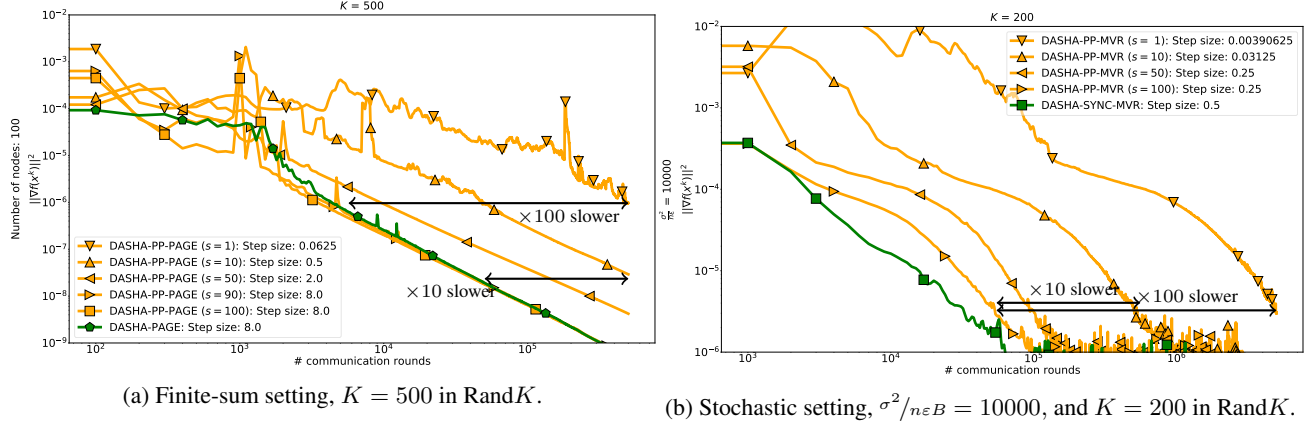 K = 500
Number of nodes: 100
||∇f(x^k)||^2
10^-2
10^-3
10^-4
10^-5
10^-6
10^-7
10^-8
10^-9
×100 slower
×10 slower
DASHA-PP-PAGE (s = 1): Step size: 0.0625
DASHA-PP-PAGE (s = 10): Step size: 0.5
DASHA-PP-PAGE (s = 50): Step size: 2.0
DASHA-PP-PAGE (s = 90): Step size: 8.0
DASHA-PP-PAGE (s = 100): Step size: 8.0
DASHA-PAGE: Step size: 8.0
10^2 10^3 10^4 10^5
# communication rounds
(a) Finite-sum setting, K = 500 in RandK.
K = 200
σ^2/nε = 10000
||∇f(x^k)||^2
10^-2
10^-3
10^-4
10^-5
10^-6
DASHA-PP-MVR (s = 1): Step size: 0.00390625
DASHA-PP-MVR (s = 10): Step size: 0.03125
DASHA-PP-MVR (s = 50): Step size: 0.25
DASHA-PP-MVR (s = 100): Step size: 0.25
DASHA-SYNC-MVR: Step size: 0.5
×10 slower
×100 slower
10^3 10^4 10^5 10^6
# communication rounds
(b) Stochastic setting, σ^2/nεB = 10000, and K = 200 in RandK.